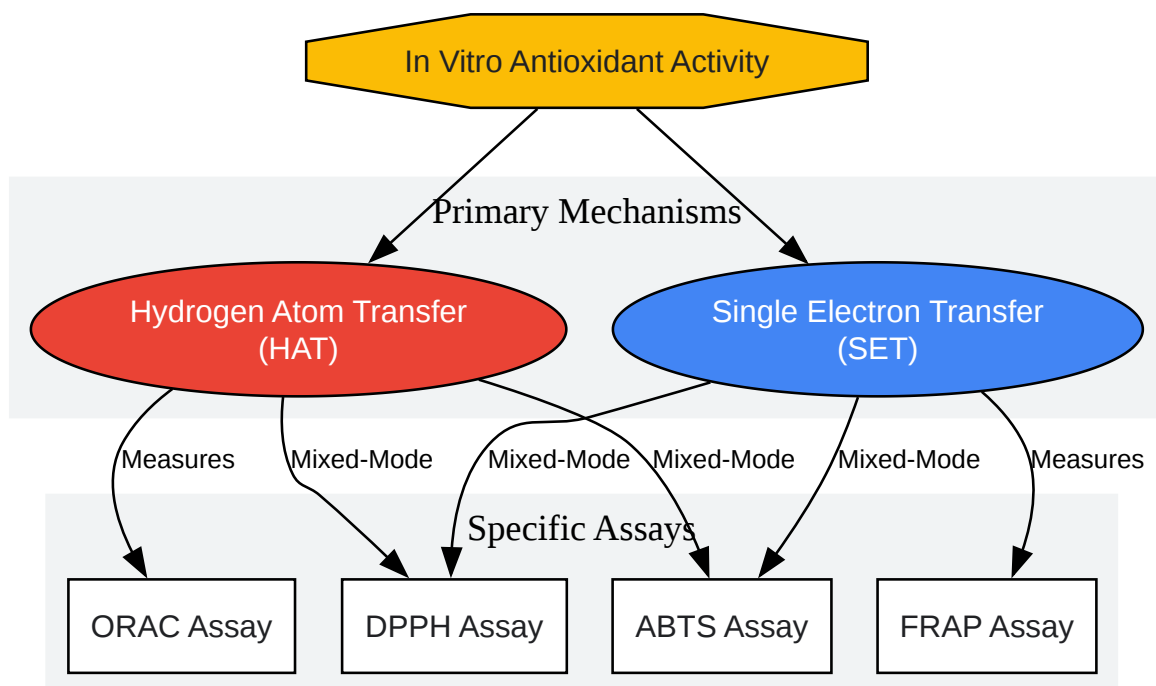 In Vitro Antioxidant Activity
Primary Mechanisms
Hydrogen Atom Transfer
(HAT)
Single Electron Transfer
(SET)
Measures
Mixed-Mode
Mixed-Mode
Mixed-Mode
Mixed-Mode
Measures
Specific Assays
ORAC Assay
DPPH Assay
ABTS Assay
FRAP Assay